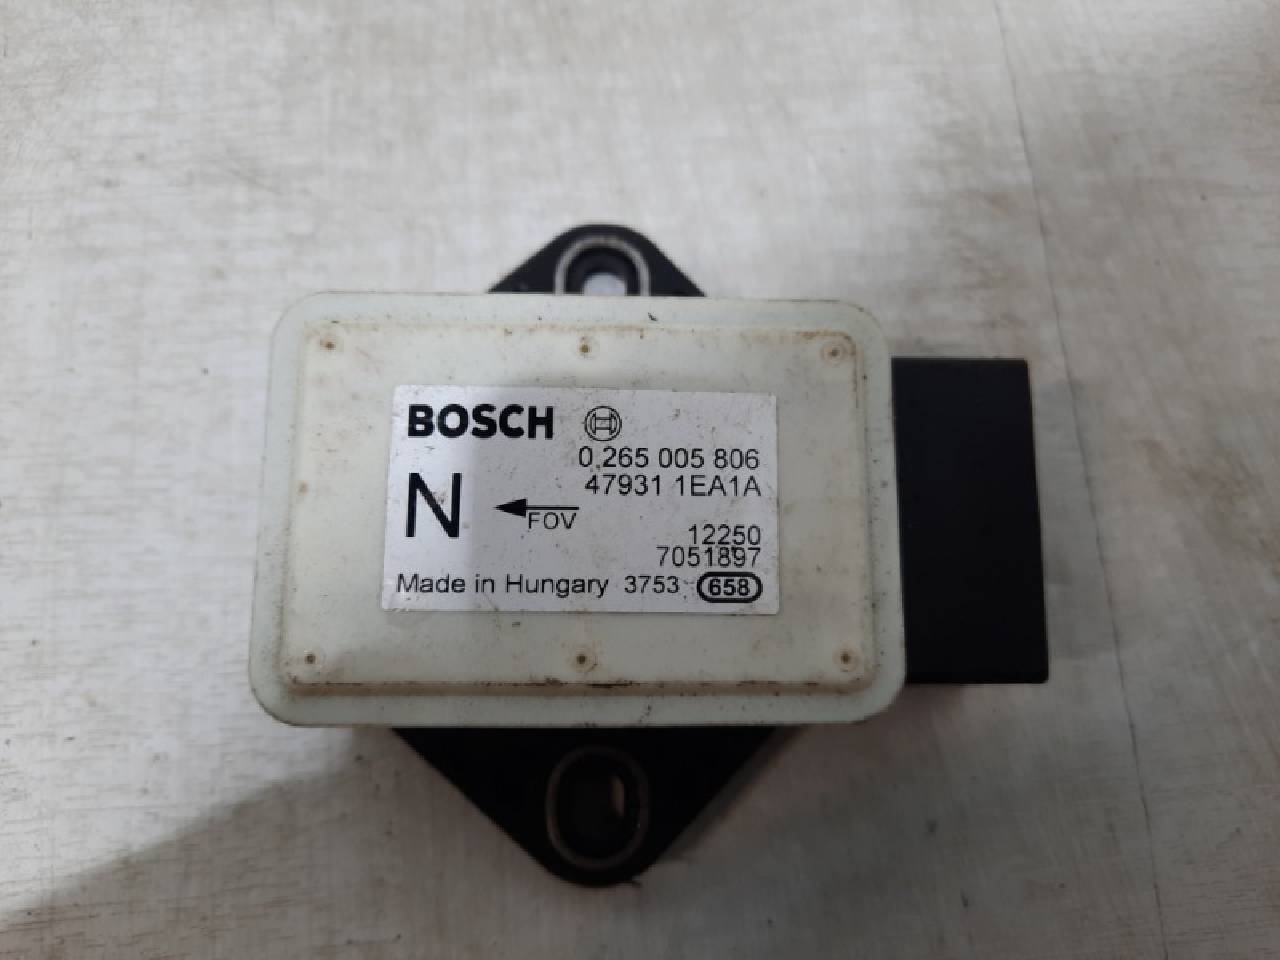 BOSCH
0 265 005 806
47931 1EA1A
N
FOV
12250
7051897
Made in Hungary 3753 658